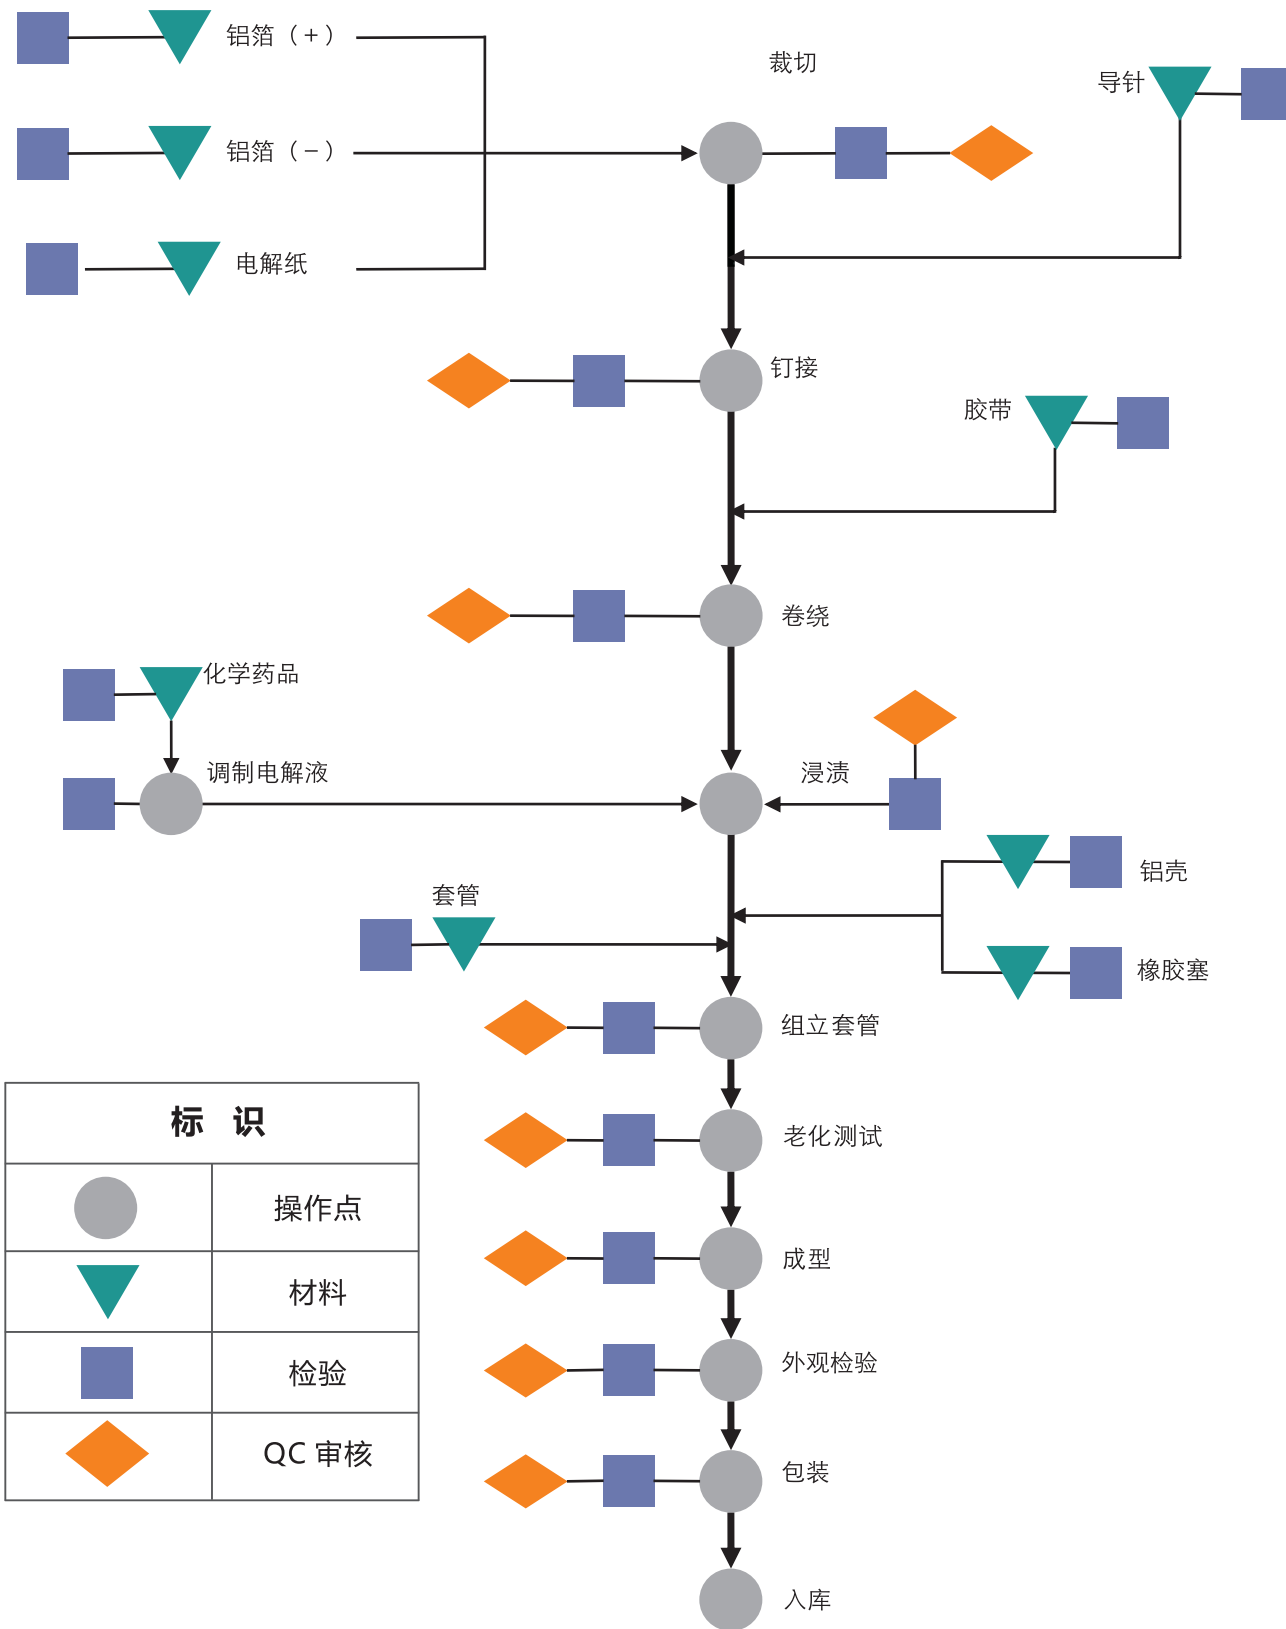 铝箔（+）
裁切
导针
铝箔（−）
电解纸
钉接
胶带
卷绕
化学药品
调制电解液
浸渍
铝壳
套管
橡胶塞
组立套管
标 识
老化测试
操作点
成型
材料
外观检验
检验
QC 审核
包装
入库